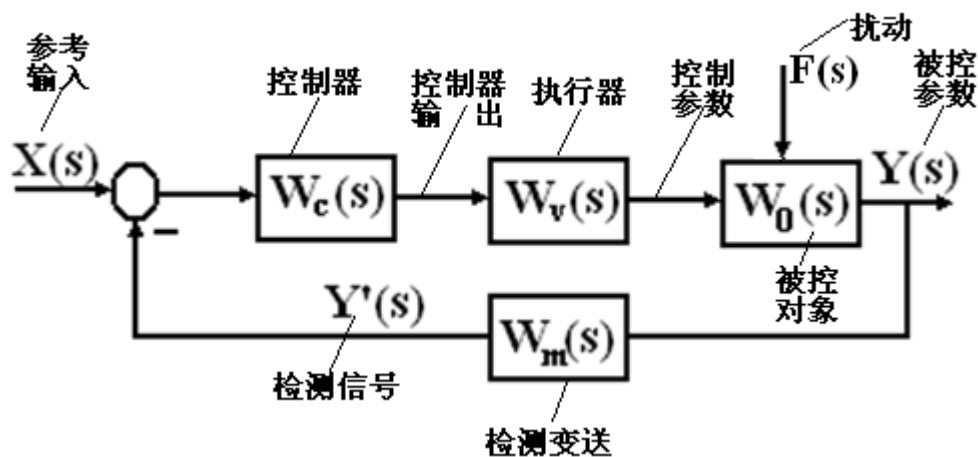 扰动
参考
输入
控制器
控制器
输 出
执行器
控制
参数
F(s)
被控
参数
X(s)
Wc(s)
Wv(s)
W0(s)
Y(s)
−
Y'(s)
Wm(s)
被控
对象
检测信号
检测变送